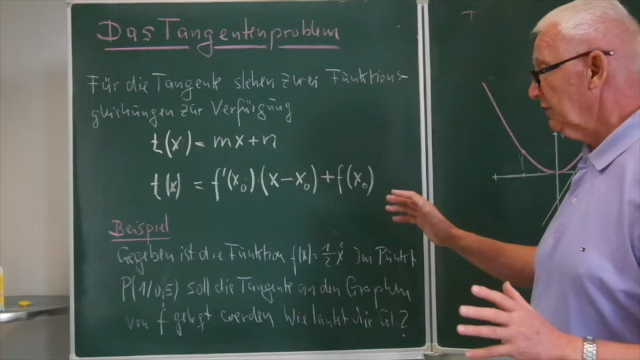 Das Tangentenproblem
Für die Tangente stehen zwei Funktions-
gleichungen zur Verfügung
t(x) = mx+n
t(x) = f'(x₀)(x-x₀)+f(x₀)
Beispiel
Gegeben ist die Funktion f(x)=1/2 x² Im Punkt
P(1/0,5) soll die Tangente an den Graphen
von f gelegt werden Wie lautet die Gl.?
T